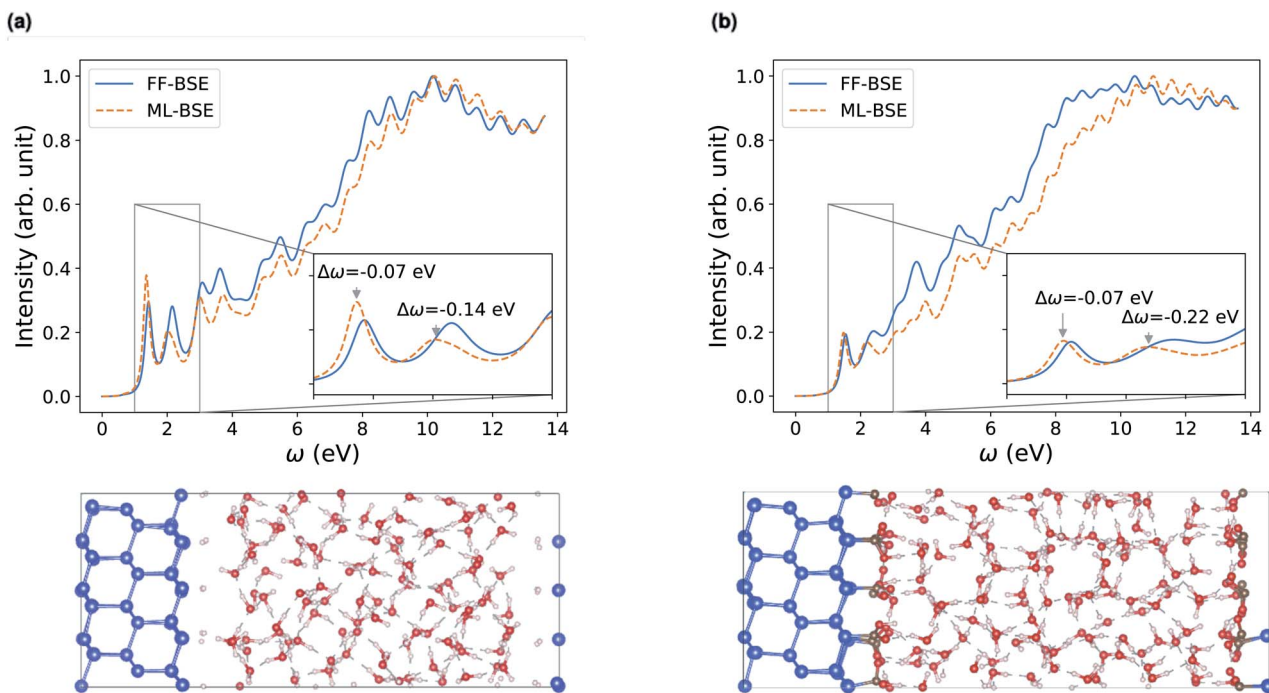 (a)
FF-BSE
ML-BSE
Intensity (arb. unit)
1.0
0.8
0.6
0.4
0.2
0.0
Δω=-0.07 eV
Δω=-0.14 eV
0 2 4 6 8 10 12 14
ω (eV)
(b)
FF-BSE
ML-BSE
Intensity (arb. unit)
1.0
0.8
0.6
0.4
0.2
0.0
Δω=-0.07 eV
Δω=-0.22 eV
0 2 4 6 8 10 12 14
ω (eV)